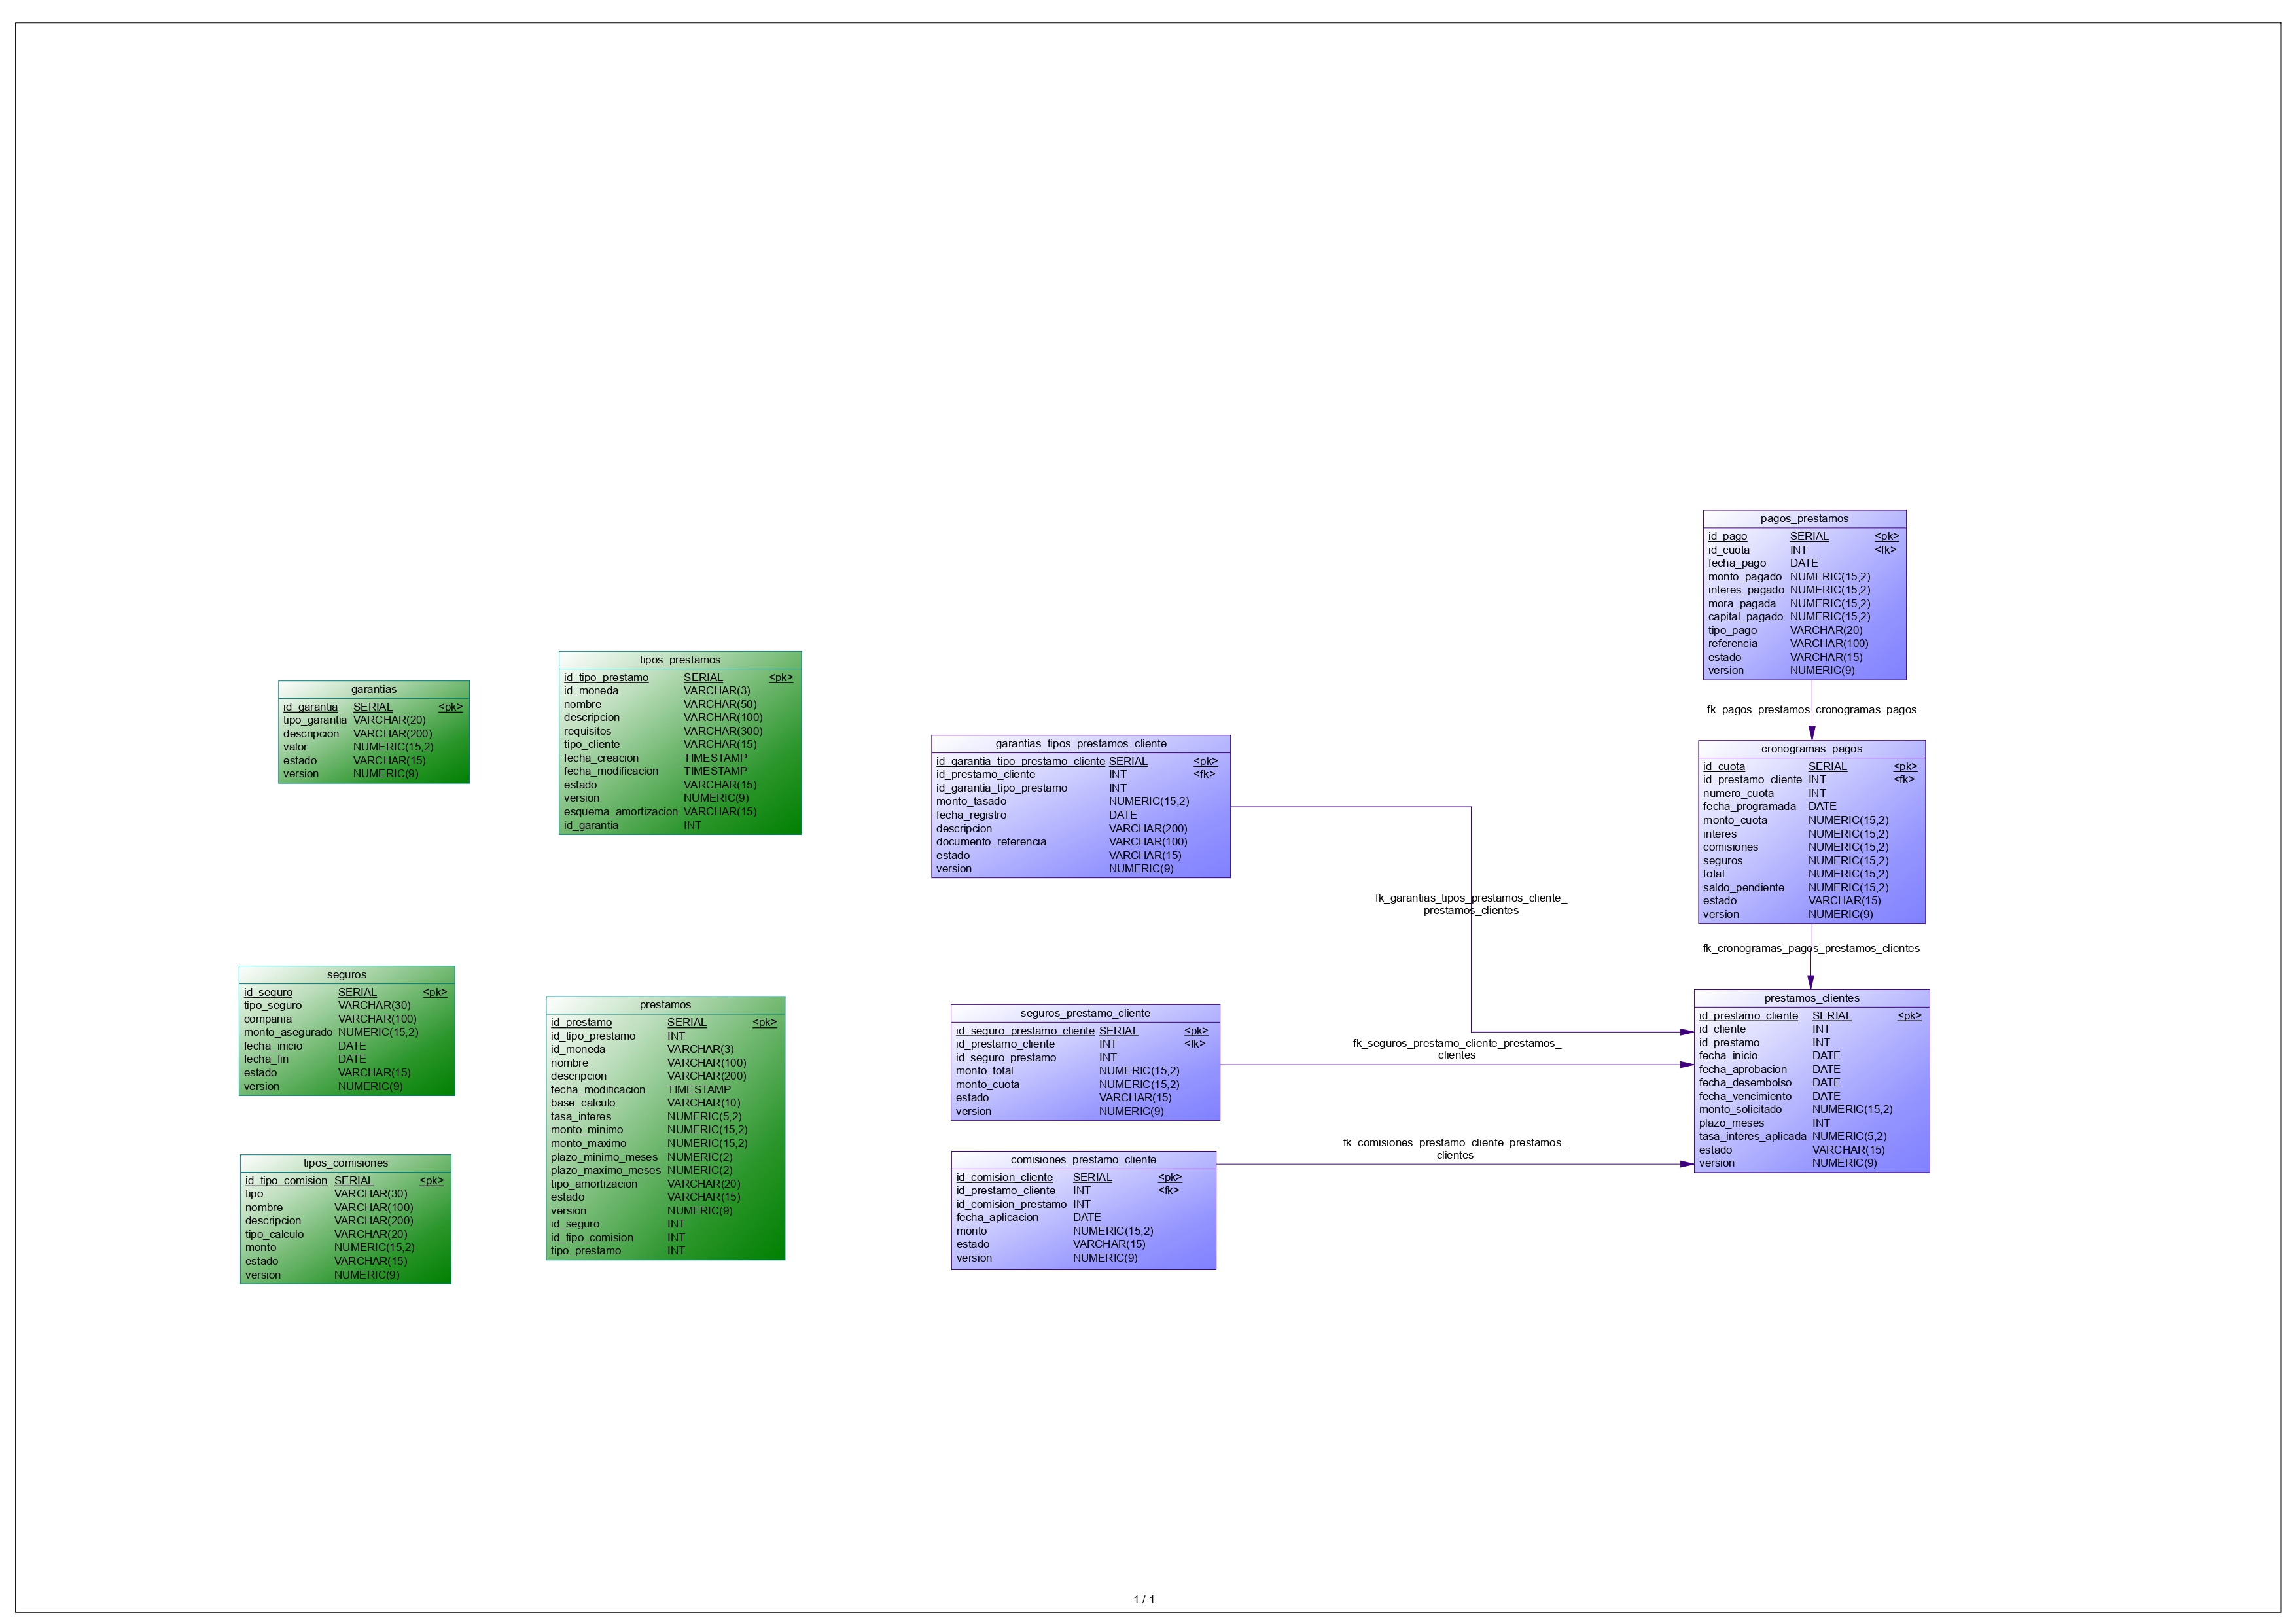 pagos_prestamos
id_pago SERIAL <pk>
id_cuota INT <fk>
fecha_pago DATE
monto_pagado NUMERIC(15,2)
interes_pagado NUMERIC(15,2)
mora_pagada NUMERIC(15,2)
capital_pagado NUMERIC(15,2)
tipo_pago VARCHAR(20)
referencia VARCHAR(100)
estado VARCHAR(15)
version NUMERIC(9)
fk_pagos_prestamos_cronogramas_pagos
garantias
id_garantia SERIAL <pk>
tipo_garantia VARCHAR(20)
descripcion VARCHAR(200)
valor NUMERIC(15,2)
estado VARCHAR(15)
version NUMERIC(9)
tipos_prestamos
id_tipo_prestamo SERIAL <pk>
id_moneda VARCHAR(3)
nombre VARCHAR(50)
descripcion VARCHAR(100)
requisitos VARCHAR(300)
tipo_cliente VARCHAR(15)
fecha_creacion TIMESTAMP
fecha_modificacion TIMESTAMP
estado VARCHAR(15)
version NUMERIC(9)
esquema_amortizacion VARCHAR(15)
id_garantia INT
garantias_tipos_prestamos_cliente
id_garantia_tipo_prestamo_cliente SERIAL <pk>
id_prestamo_cliente INT <fk>
id_garantia_tipo_prestamo INT
monto_tasado NUMERIC(15,2)
fecha_registro DATE
descripcion VARCHAR(200)
documento_referencia VARCHAR(100)
estado VARCHAR(15)
version NUMERIC(9)
cronogramas_pagos
id_cuota SERIAL <pk>
id_prestamo_cliente INT <fk>
numero_cuota INT
fecha_programada DATE
monto_cuota NUMERIC(15,2)
interes NUMERIC(15,2)
comisiones NUMERIC(15,2)
seguros NUMERIC(15,2)
total NUMERIC(15,2)
saldo_pendiente NUMERIC(15,2)
estado VARCHAR(15)
version NUMERIC(9)
fk_garantias_tipos_prestamos_cliente_
prestamos_clientes
fk_cronogramas_pagos_prestamos_clientes
seguros
id_seguro SERIAL <pk>
tipo_seguro VARCHAR(30)
compania VARCHAR(100)
monto_asegurado NUMERIC(15,2)
fecha_inicio DATE
fecha_fin DATE
estado VARCHAR(15)
version NUMERIC(9)
prestamos
id_prestamo SERIAL <pk>
id_tipo_prestamo INT
id_moneda VARCHAR(3)
nombre VARCHAR(100)
descripcion VARCHAR(200)
fecha_modificacion TIMESTAMP
base_calculo VARCHAR(10)
tasa_interes NUMERIC(5,2)
monto_minimo NUMERIC(15,2)
monto_maximo NUMERIC(15,2)
plazo_minimo_meses NUMERIC(2)
plazo_maximo_meses NUMERIC(2)
tipo_amortizacion VARCHAR(20)
estado VARCHAR(15)
version NUMERIC(9)
id_seguro INT
id_tipo_comision INT
tipo_prestamo INT
seguros_prestamo_cliente
id_seguro_prestamo_cliente SERIAL <pk>
id_prestamo_cliente INT <fk>
id_seguro_prestamo INT
monto_total NUMERIC(15,2)
monto_cuota NUMERIC(15,2)
estado VARCHAR(15)
version NUMERIC(9)
fk_seguros_prestamo_cliente_prestamos_
clientes
prestamos_clientes
id_prestamo_cliente SERIAL <pk>
id_cliente INT
id_prestamo INT
fecha_inicio DATE
fecha_aprobacion DATE
fecha_desembolso DATE
fecha_vencimiento DATE
monto_solicitado NUMERIC(15,2)
plazo_meses INT
tasa_interes_aplicada NUMERIC(5,2)
estado VARCHAR(15)
version NUMERIC(9)
tipos_comisiones
id_tipo_comision SERIAL <pk>
tipo VARCHAR(30)
nombre VARCHAR(100)
descripcion VARCHAR(200)
tipo_calculo VARCHAR(20)
monto NUMERIC(15,2)
estado VARCHAR(15)
version NUMERIC(9)
comisiones_prestamo_cliente
id_comision_cliente SERIAL <pk>
id_prestamo_cliente INT <fk>
id_comision_prestamo INT
fecha_aplicacion DATE
monto NUMERIC(15,2)
estado VARCHAR(15)
version NUMERIC(9)
fk_comisiones_prestamo_cliente_prestamos_
clientes
1 / 1